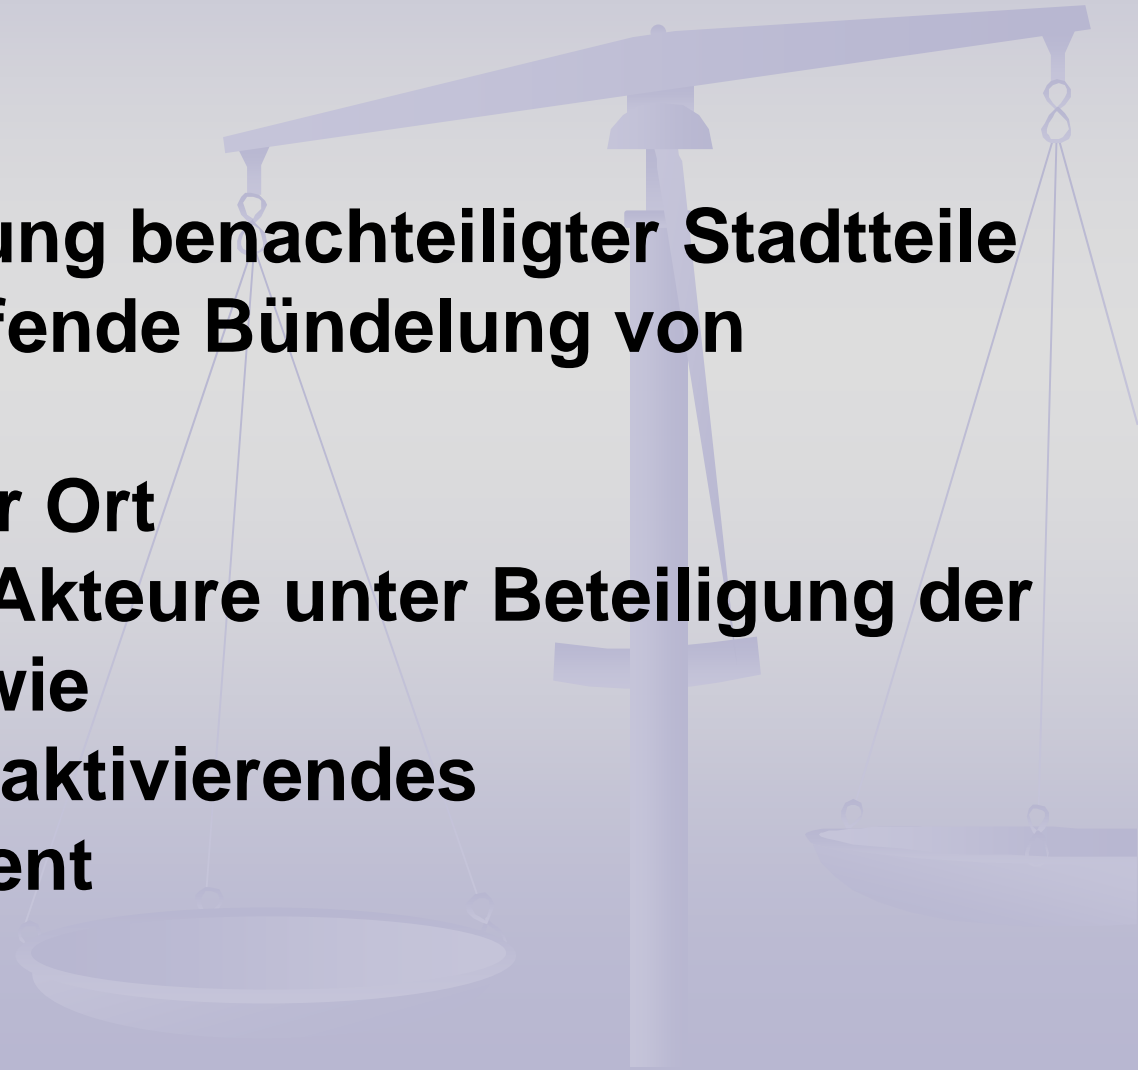 ung benachteiligter Stadtteile
fende Bündelung von
r Ort
Akteure unter Beteiligung der
wie
aktivierendes
ent